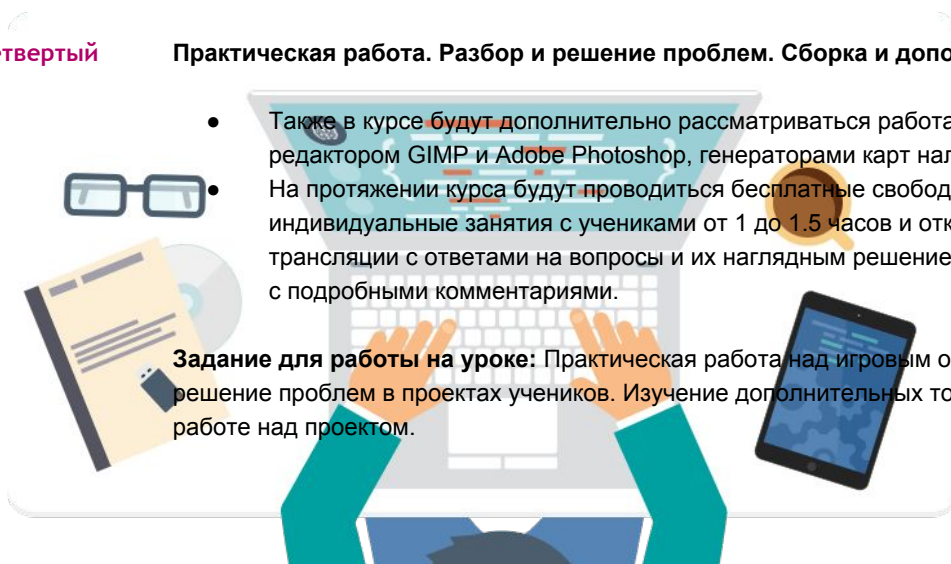 твертый Практическая работа. Разбор и решение проблем. Сборка и допо
● Также в курсе будут дополнительно рассматриваться работа
редактором GIMP и Adobe Photoshop, генераторами карт
● На протяжении курса будут проводиться бесплатные свобод
индивидуальные занятия с учениками от 1 до 1.5 часов и отк
трансляции с ответами на вопросы и их наглядным решение
с подробными комментариями.
Задание для работы на уроке: Практическая работа над игровым о
решение проблем в проектах учеников. Изучение дополнительных то
работе над проектом.